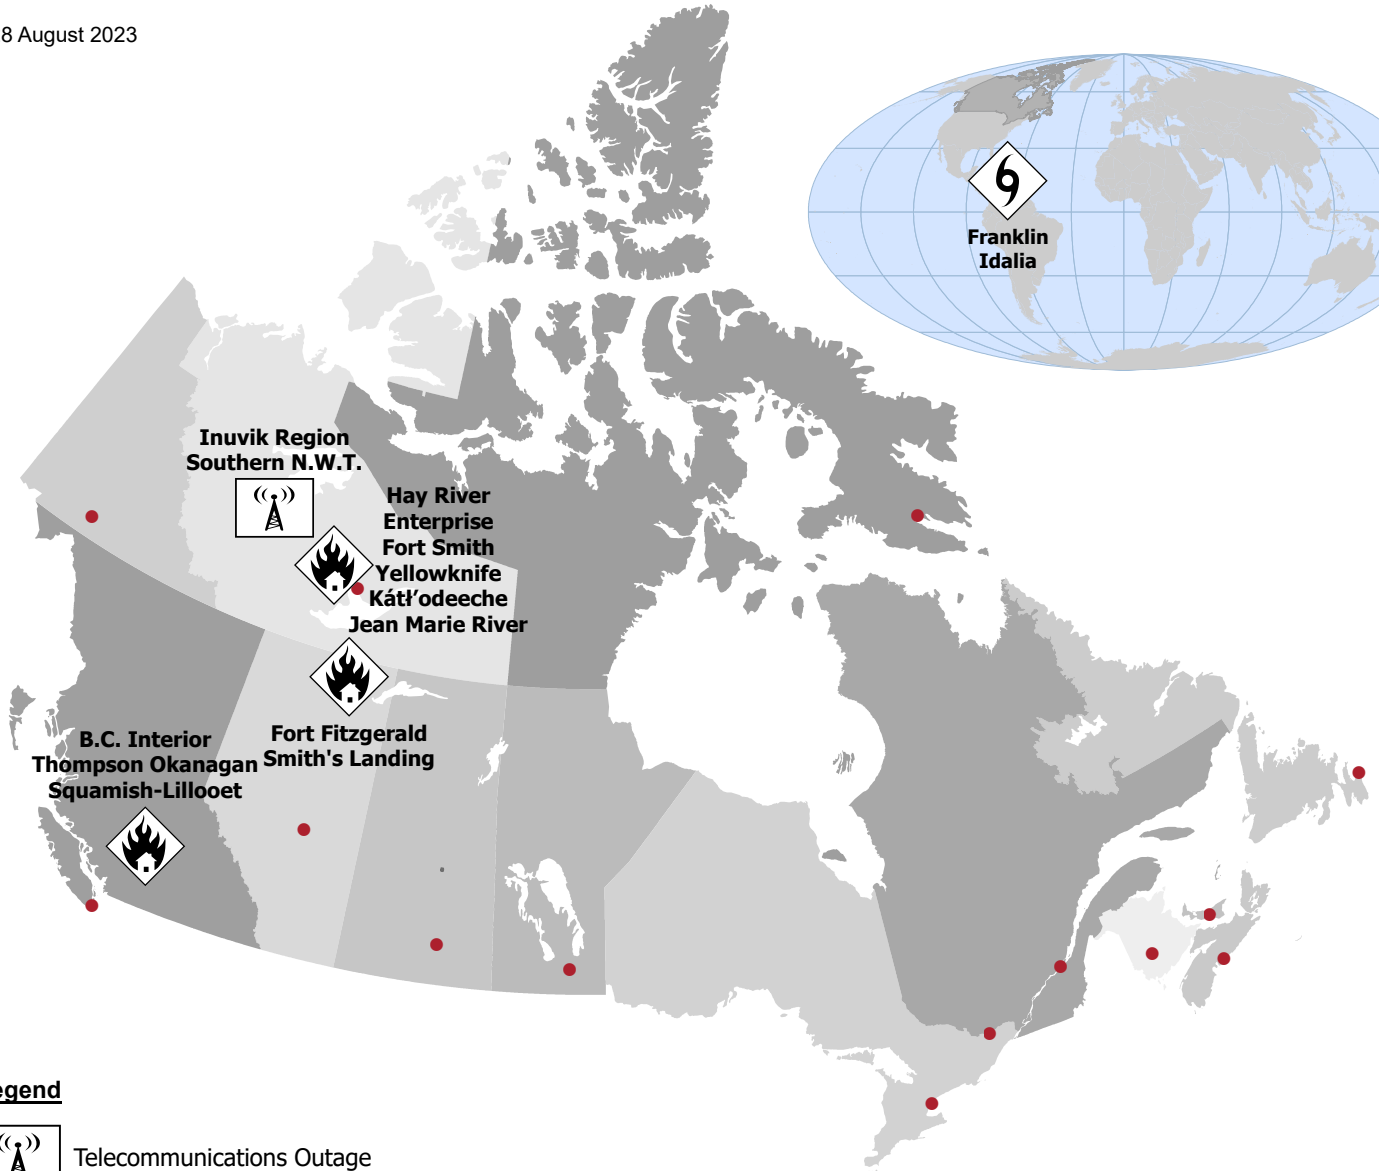 8 August 2023
Franklin
Idalia
Inuvik Region
Southern N.W.T.
Hay River
Enterprise
Fort Smith
Yellowknife
Kátł’odeeche
Jean Marie River
Fort Fitzgerald
Smith's Landing
B.C. Interior
Thompson Okanagan
Squamish-Lillooet
egend
Telecommunications Outage